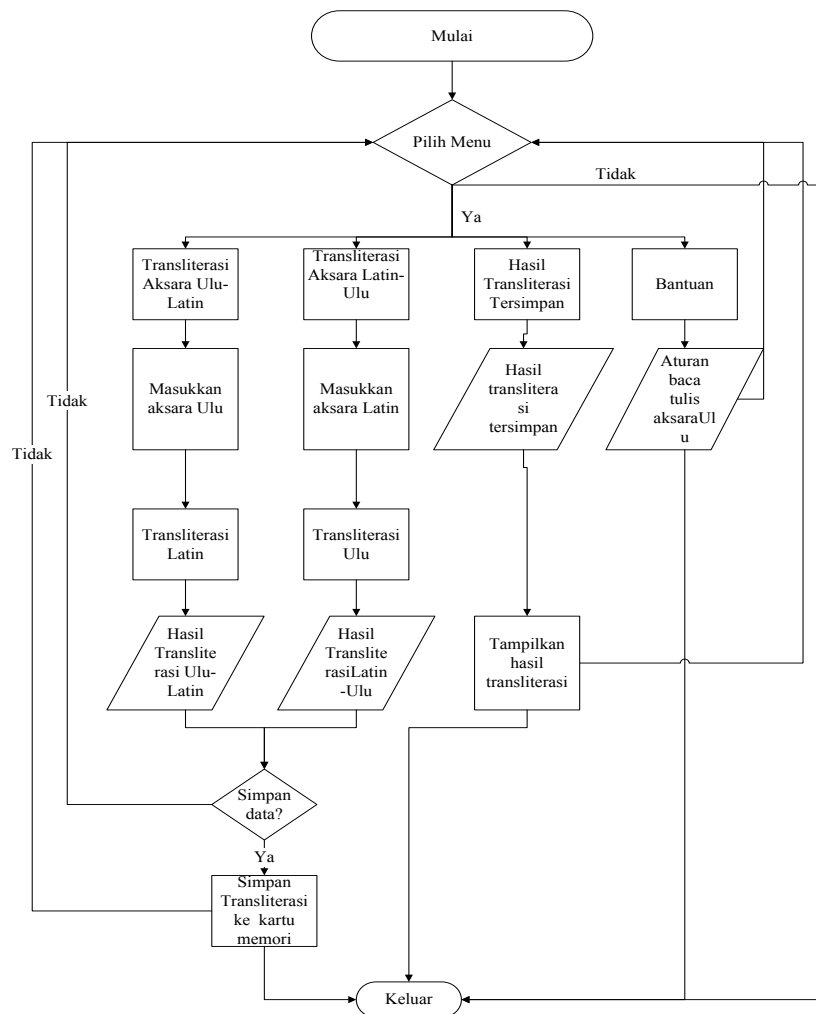 Mulai
Pilih Menu
Tidak
Ya
Transliterasi
Aksara Ulu-
Latin
Transliterasi
Aksara Latin-
Ulu
Hasil
Transliterasi
Tersimpan
Bantuan
Masukkan
aksara Ulu
Masukkan
aksara Latin
Hasil
translitera
si
tersimpan
Aturan
baca
tulis
aksaraUl
u
Tidak
Tidak
Transliterasi
Latin
Transliterasi
Ulu
Hasil
Translite
rasi Ulu-
Latin
Hasil
Translite
rasiLatin
-Ulu
Tampilkan
hasil
transliterasi
Simpan
data?
Ya
Simpan
Transliterasi
ke kartu
memori
Keluar